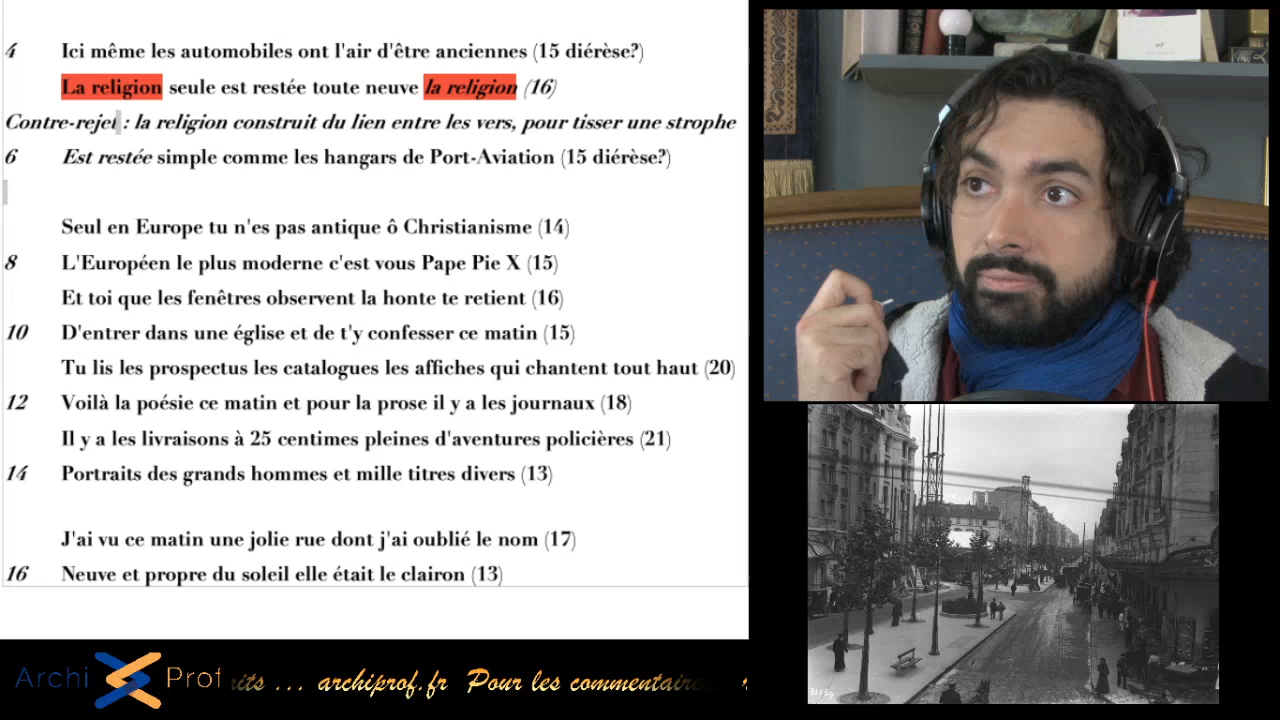 4 Ici même les automobiles ont l'air d'être anciennes (15 diérèse?)
La religion seule est restée toute neuve la religion (16)
Contre-rejet : la religion construit du lien entre les vers, pour tisser une strophe
6 Est restée simple comme les hangars de Port-Aviation (15 diérèse?)
Seul en Europe tu n'es pas antique ô Christianisme (14)
8 L'Européen le plus moderne c'est vous Pape Pie X (15)
Et toi que les fenêtres observent la honte te retient (16)
10 D'entrer dans une église et de t'y confesser ce matin (15)
Tu lis les prospectus les catalogues les affiches qui chantent tout haut (20)
12 Voilà la poésie ce matin et pour la prose il y a les journaux (18)
Il y a les livraisons à 25 centimes pleines d'aventures policières (21)
14 Portraits des grands hommes et mille titres divers (13)
J'ai vu ce matin une jolie rue dont j'ai oublié le nom (17)
16 Neuve et propre du soleil elle était le clairon (13)
Archi Prof
... archiprof.fr Pour les commentaire